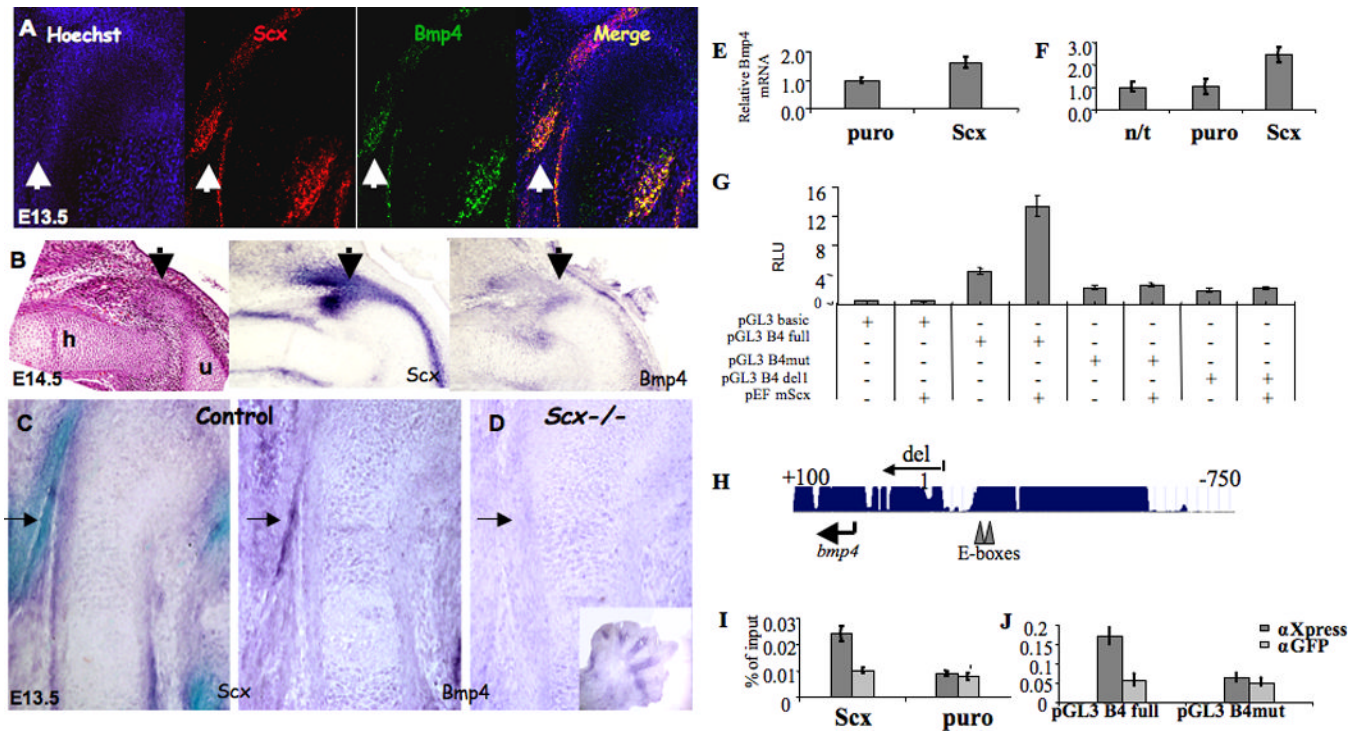 A Hoechst Scx Bmp4 Merge
E13.5
B h u
E14.5 Scx Bmp4
C Control D Scx-/-
E13.5 Scx Bmp4
E F
Relative Bmp4
mRNA
2.0
1.0
0
puro Scx
3.0
2.0
1.0
0
n/t puro Scx
G
RLU
16
12
8
4
0
pGL3 basic + + - - - - - -
pGL3 B4 full - - + + - - - -
pGL3 B4mut - - - - + + - -
pGL3 B4 del1 - - - - - - + +
pEF mScx - + - + - + - +
H
del
+100 1 -750
bmp4
E-boxes
I J
% of input
0.03
0.02
0.01
0
Scx puro
0.2
0.15
0.1
0.05
0
pGL3 B4 full pGL3 B4mut
αXpress
αGFP